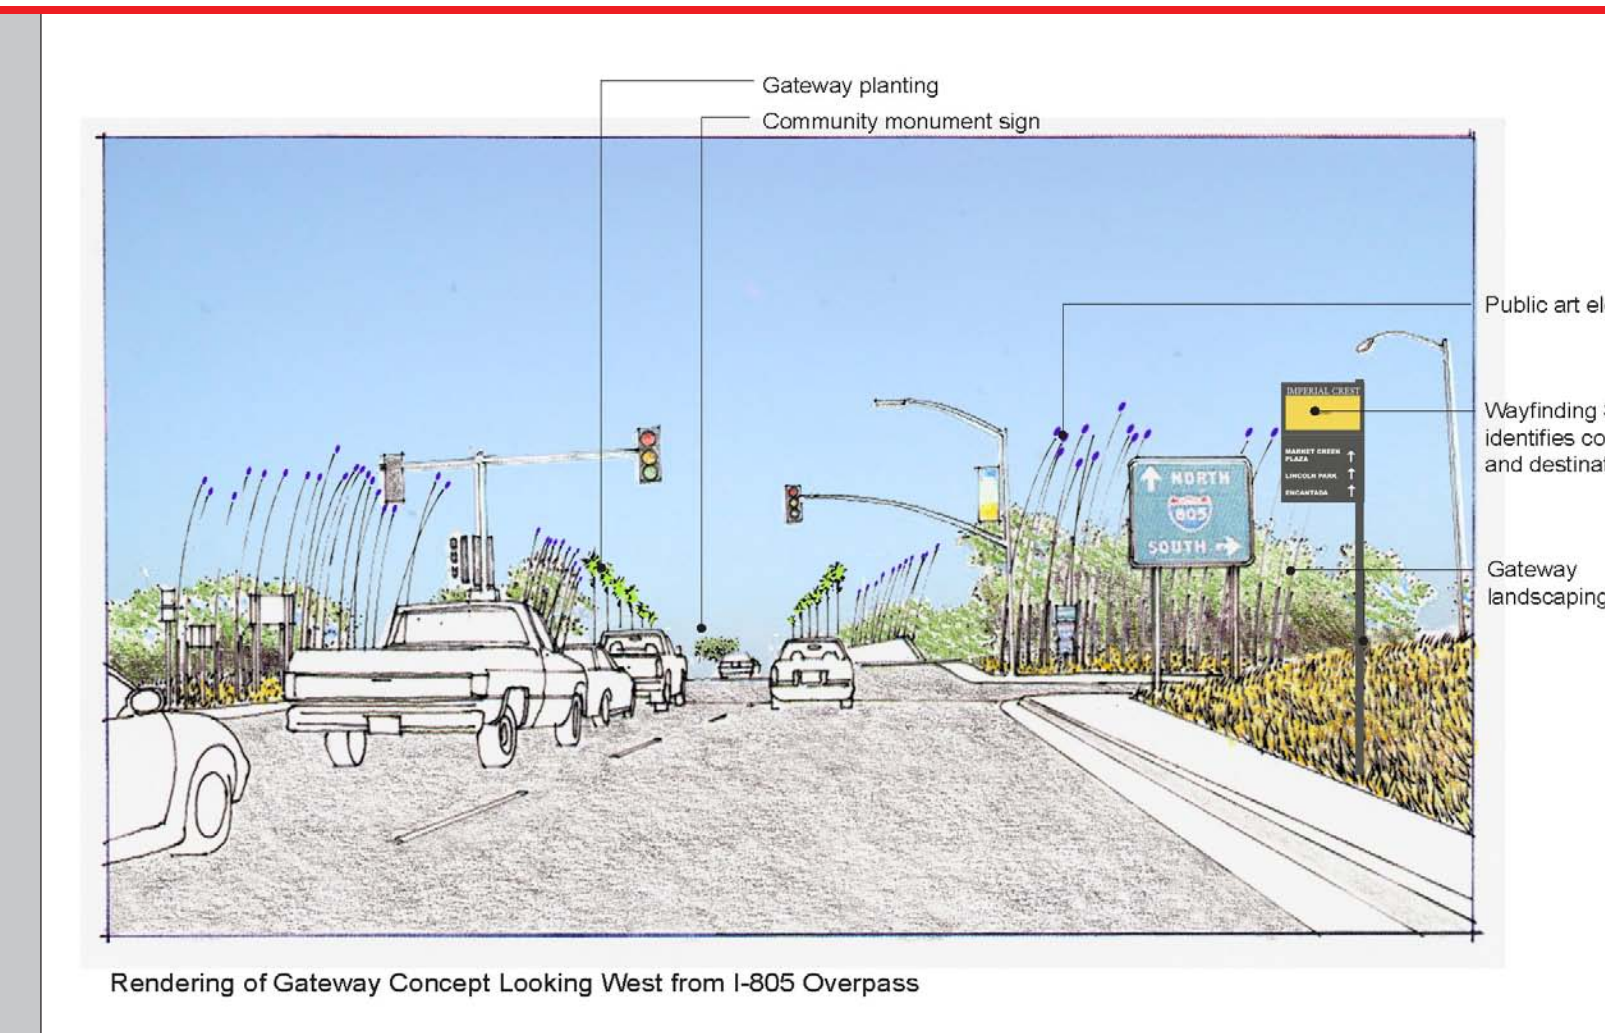 Gateway planting
Community monument sign
Public art el
Wayfinding
identifies co
and destina
IMPERIAL CREST
MARKET CREEK
PLAZA
LINCOLN PARK
ENCANTADA
NORTH
805
SOUTH
Gateway
landscaping
Rendering of Gateway Concept Looking West from I-805 Overpass